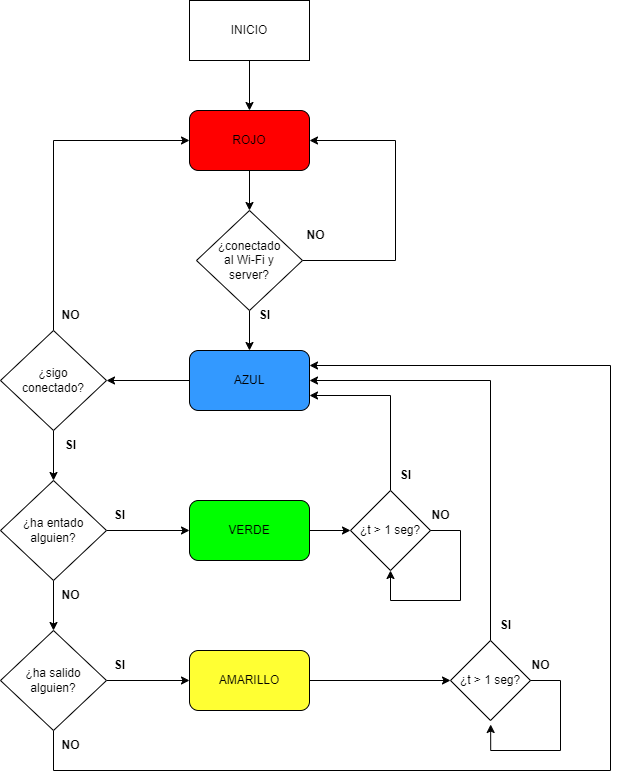 INICIO
ROJO
NO
¿conectado
al Wi-Fi y
server?
SI
NO
¿sigo
conectado?
AZUL
SI
SI
¿ha entado
alguien?
SI
VERDE
¿t > 1 seg?
NO
NO
SI
¿ha salido
alguien?
SI
AMARILLO
¿t > 1 seg?
NO
NO